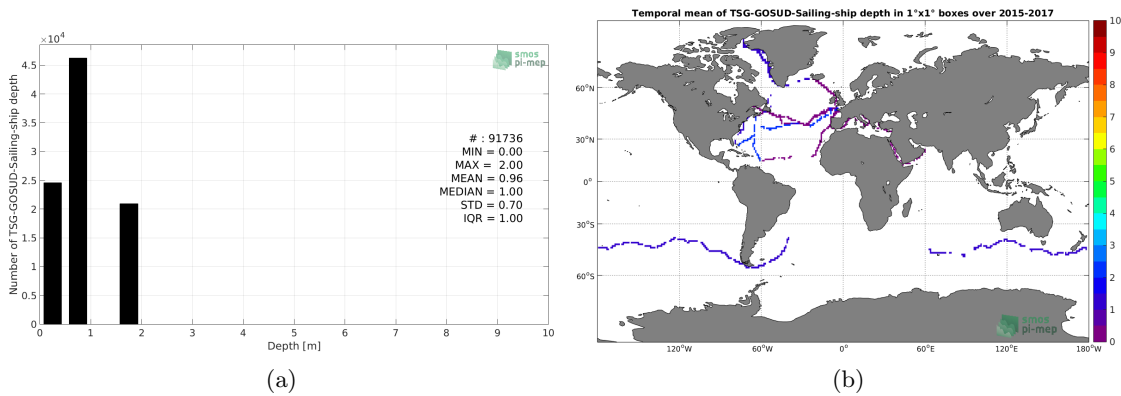 ×10⁴
4.5
4
3.5
3
2.5
2
1.5
1
0.5
0
Number of TSG-GOSUD-Sailing-ship depth
smos
pi-mep
# : 91736
MIN = 0.00
MAX = 2.00
MEAN = 0.96
MEDIAN = 1.00
STD = 0.70
IQR = 1.00
0 1 2 3 4 5 6 7 8 9 10
Depth [m]
(a)
Temporal mean of TSG-GOSUD-Sailing-ship depth in 1°x1° boxes over 2015-2017
60°N
30°N
0°
30°S
60°S
120°W 60°W 0° 60°E 120°E 180°W
smos
pi-mep
10
9
8
7
6
5
4
3
2
1
0
(b)